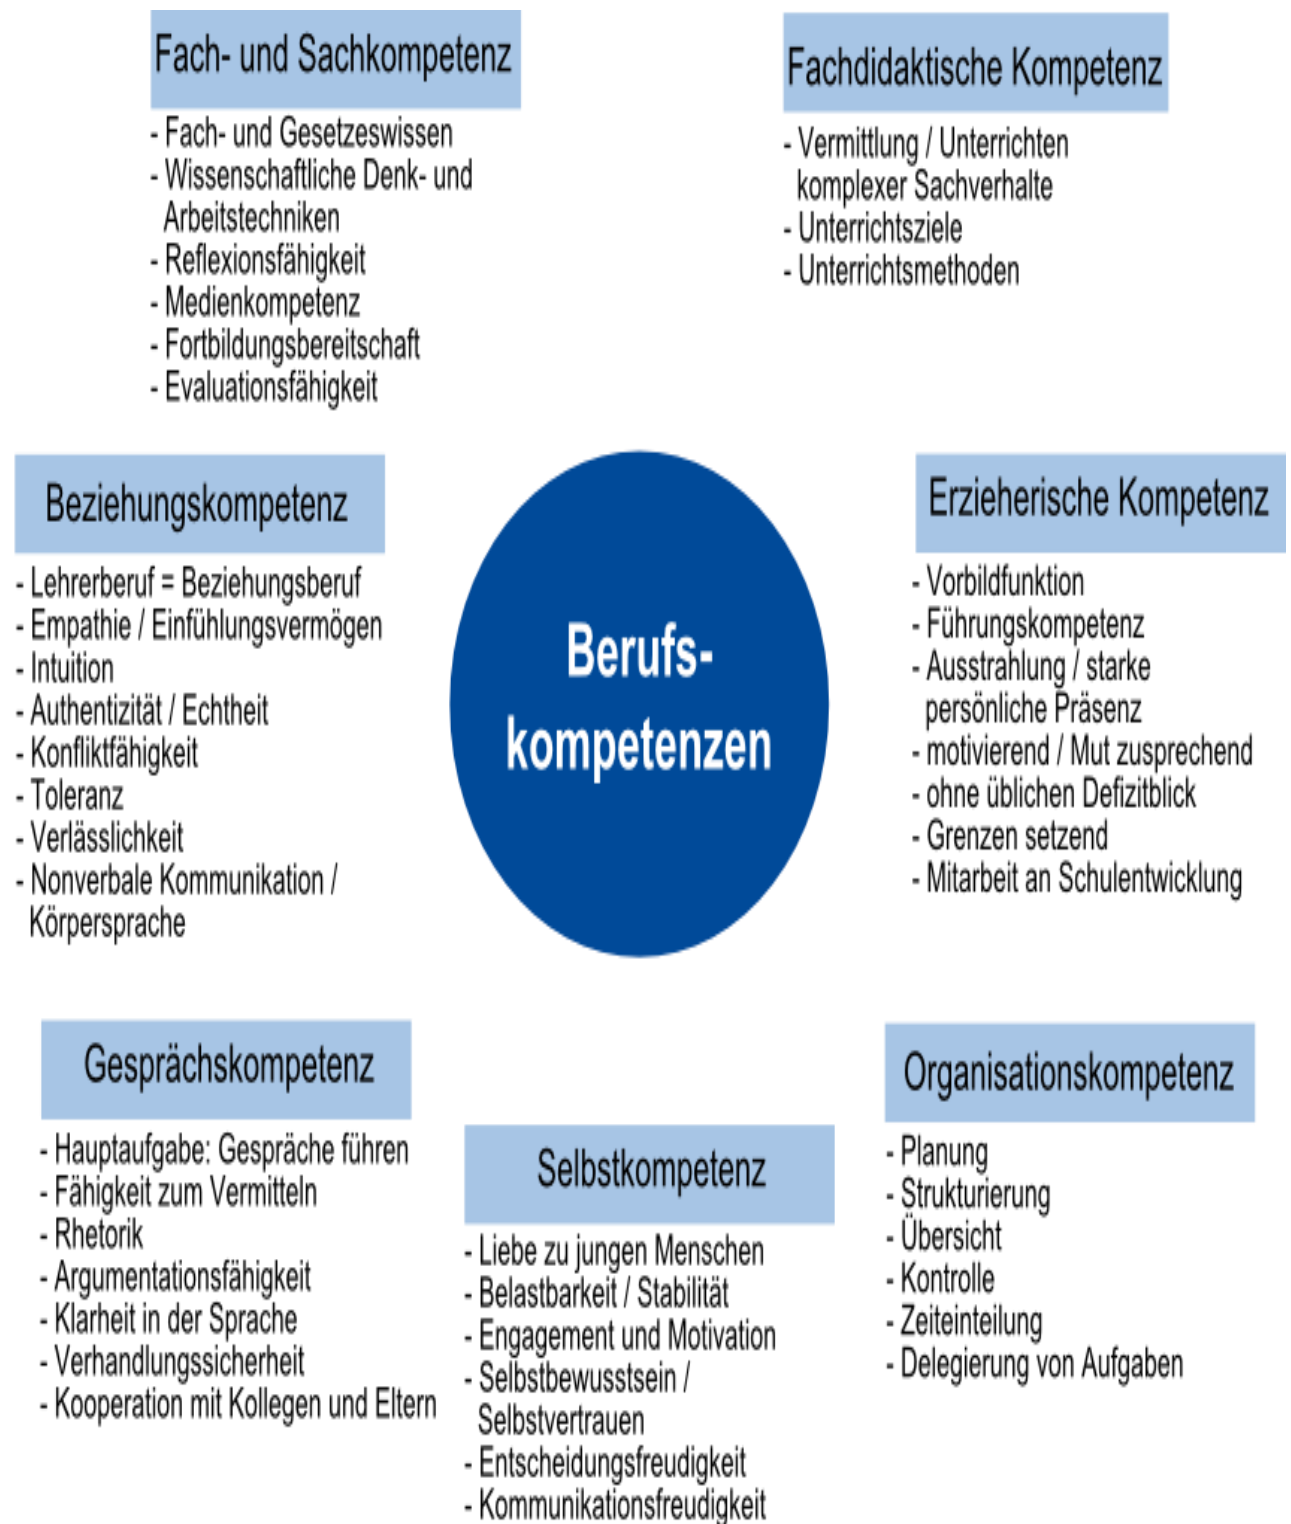 Fach- und Sachkompetenz
- Fach- und Gesetzeswissen
- Wissenschaftliche Denk- und
Arbeitstechniken
- Reflexionsfähigkeit
- Medienkompetenz
- Fortbildungsbereitschaft
- Evaluationsfähigkeit
Fachdidaktische Kompetenz
- Vermittlung / Unterrichten
komplexer Sachverhalte
- Unterrichtsziele
- Unterrichtsmethoden
Beziehungskompetenz
- Lehrerberuf = Beziehungsberuf
- Empathie / Einfühlungsvermögen
- Intuition
- Authentizität / Echtheit
- Konfliktfähigkeit
- Toleranz
- Verlässlichkeit
- Nonverbale Kommunikation /
Körpersprache
Berufs-
kompetenzen
Erzieherische Kompetenz
- Vorbildfunktion
- Führungskompetenz
- Ausstrahlung / starke
persönliche Präsenz
- motivierend / Mut zusprechend
- ohne üblichen Defizitblick
- Grenzen setzend
- Mitarbeit an Schulentwicklung
Gesprächskompetenz
- Hauptaufgabe: Gespräche führen
- Fähigkeit zum Vermitteln
- Rhetorik
- Argumentationsfähigkeit
- Klarheit in der Sprache
- Verhandlungssicherheit
- Kooperation mit Kollegen und Eltern
Selbstkompetenz
- Liebe zu jungen Menschen
- Belastbarkeit / Stabilität
- Engagement und Motivation
- Selbstbewusstsein /
Selbstvertrauen
- Entscheidungsfreudigkeit
- Kommunikationsfreudigkeit
Organisationskompetenz
- Planung
- Strukturierung
- Übersicht
- Kontrolle
- Zeiteinteilung
- Delegierung von Aufgaben